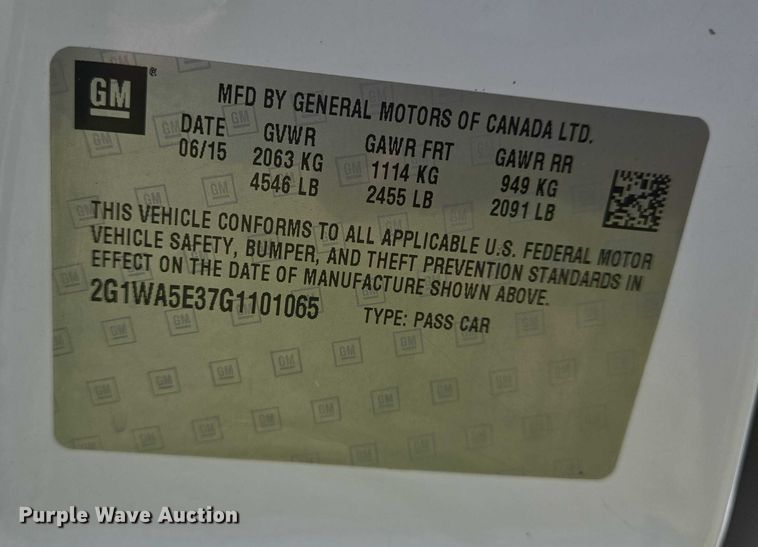 GM®
MFD BY GENERAL MOTORS OF CANADA LTD.
DATE GVWR GAWR FRT GAWR RR
06/15 2063 KG 1114 KG 949 KG
4546 LB 2455 LB 2091 LB
THIS VEHICLE CONFORMS TO ALL APPLICABLE U.S. FEDERAL MOTOR
VEHICLE SAFETY, BUMPER, AND THEFT PREVENTION STANDARDS IN
EFFECT ON THE DATE OF MANUFACTURE SHOWN ABOVE.
2G1WA5E37G1101065 TYPE: PASS CAR
Purple Wave Auction